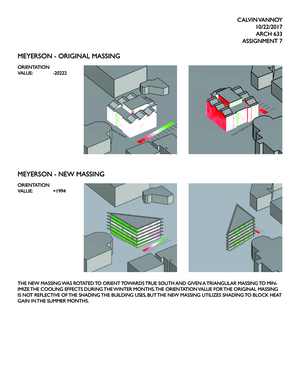 CALVIN VANNOY
10/22/2017
ARCH 633
ASSIGNMENT 7
MEYERSON - ORIGINAL MASSING
ORIENTATION
VALUE: -20222
MEYERSON - NEW MASSING
ORIENTATION
VALUE: +1994
THE NEW MASSING WAS ROTATED TO ORIENT TOWARDS TRUE SOUTH AND GIVEN A TRIANGULAR MASSING TO MIN-
IMIZE THE COOLING EFFECTS DURING THE WINTER MONTHS. THE ORIENTATION VALUE FOR THE ORIGINAL MASSING
IS NOT REFLECTIVE OF THE SHADING THE BUILDING USES, BUT THE NEW MASSING UTILIZES SHADING TO BLOCK HEAT
GAIN IN THE SUMMER MONTHS.